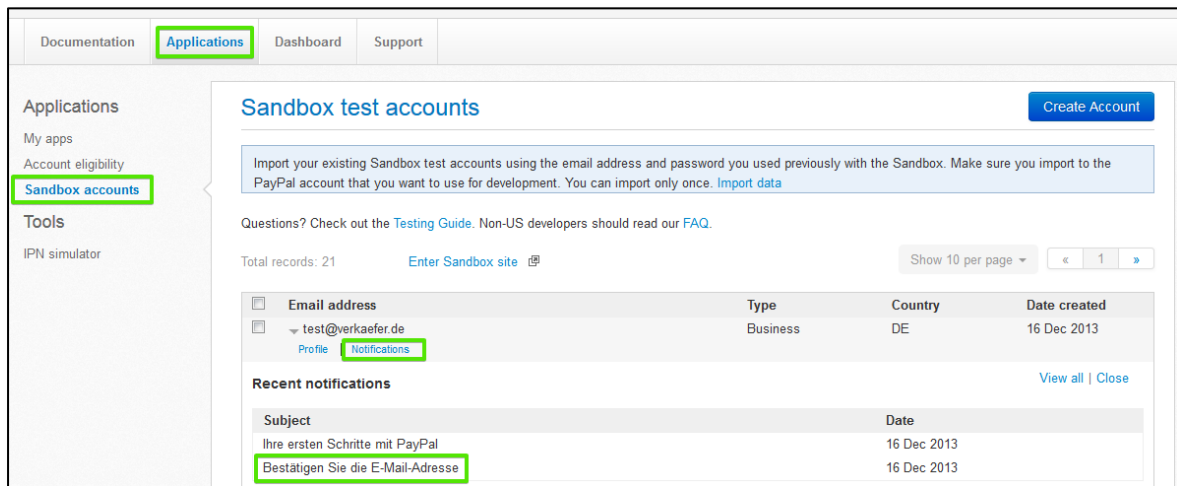 Documentation Applications Dashboard Support
Applications
My apps
Account eligibility
Sandbox accounts
Tools
IPN simulator
Sandbox test accounts
Create Account
Import your existing Sandbox test accounts using the email address and password you used previously with the Sandbox. Make sure you import to the
PayPal account that you want to use for development. You can import only once. Import data
Questions? Check out the Testing Guide. Non-US developers should read our FAQ.
Total records: 21 Enter Sandbox site Show 10 per page « 1 »
Email address Type Country Date created
test@verkaefer.de Business DE 16 Dec 2013
Profile | Notifications
Recent notifications View all | Close
Subject Date
Ihre ersten Schritte mit PayPal 16 Dec 2013
Bestätigen Sie die E-Mail-Adresse 16 Dec 2013